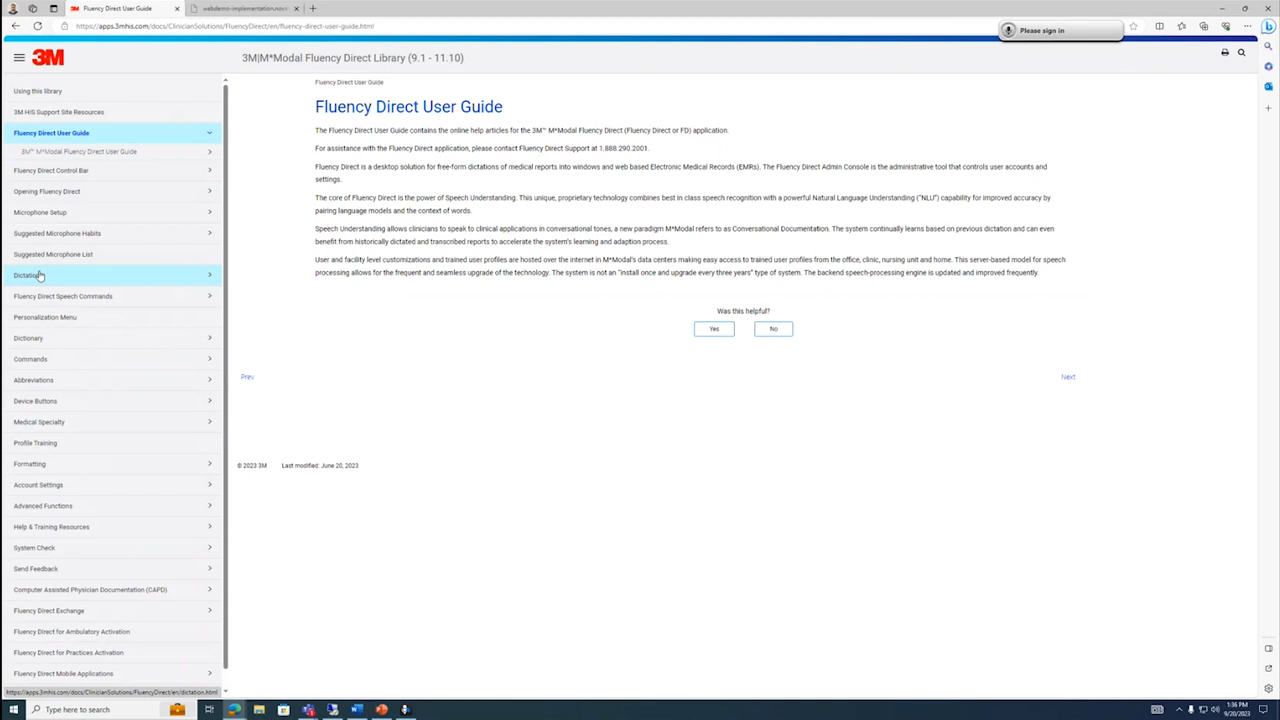 Fluency Direct User Guide
webdemo-implementation.novx
https://apps.3mhis.com/docs/ClinicianSolutions/FluencyDirect/en/fluency-direct-user-guide.html
Please sign in
3M
3M|M*Modal Fluency Direct Library (9.1 - 11.10)
Using this library
3M HIS Support Site Resources
Fluency Direct User Guide
3M™ M*Modal Fluency Direct User Guide
Fluency Direct Control Bar
Opening Fluency Direct
Microphone Setup
Suggested Microphone Habits
Suggested Microphone List
Dictation
Fluency Direct Speech Commands
Personalization Menu
Dictionary
Commands
Abbreviations
Device Buttons
Medical Specialty
Profile Training
Formatting
Account Settings
Advanced Functions
Help & Training Resources
System Check
Send Feedback
Computer Assisted Physician Documentation (CAPD)
Fluency Direct Exchange
Fluency Direct for Ambulatory Activation
Fluency Direct for Practices Activation
Fluency Direct Mobile Applications
https://apps.3mhis.com/docs/ClinicianSolutions/FluencyDirect/en/dictation.html
Fluency Direct User Guide
Fluency Direct User Guide
The Fluency Direct User Guide contains the online help articles for the 3M™ M*Modal Fluency Direct (Fluency Direct or FD) application.
For assistance with the Fluency Direct application, please contact Fluency Direct Support at 1.888.290.2001.
Fluency Direct is a desktop solution for free-form dictations of medical reports into windows and web based Electronic Medical Records (EMRs). The Fluency Direct Admin Console is the administrative tool that controls user accounts and
settings.
The core of Fluency Direct is the power of Speech Understanding. This unique, proprietary technology combines best in class speech recognition with a powerful Natural Language Understanding ("NLU") capability for improved accuracy by
pairing language models and the context of words.
Speech Understanding allows clinicians to speak to clinical applications in conversational tones, a new paradigm M*Modal refers to as Conversational Documentation. The system continually learns based on previous dictation and can even
benefit from historically dictated and transcribed reports to accelerate the system's learning and adaption process.
User and facility level customizations and trained user profiles are hosted over the internet in M*Modal's data centers making easy access to trained user profiles from the office, clinic, nursing unit and home. This server-based model for speech
processing allows for the frequent and seamless upgrade of the technology. The system is not an "install once and upgrade every three years" type of system. The backend speech-processing engine is updated and improved frequently.
Was this helpful?
Yes No
Prev Next
© 2023 3M Last modified: June 20, 2023
Type here to search
1:36 PM
9/20/2023